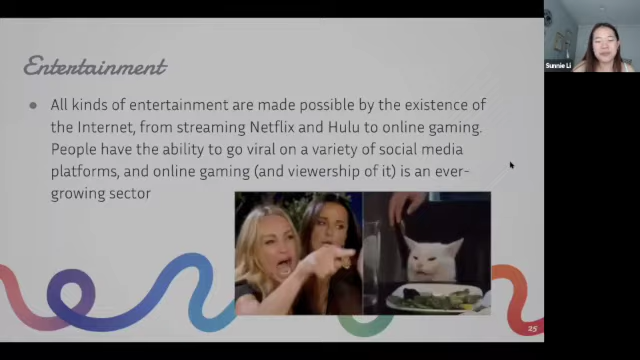 Entertainment
● All kinds of entertainment are made possible by the existence of
the Internet, from streaming Netflix and Hulu to online gaming.
People have the ability to go viral on a variety of social media
platforms, and online gaming (and viewership of it) is an ever-
growing sector
25
Sunnie Li